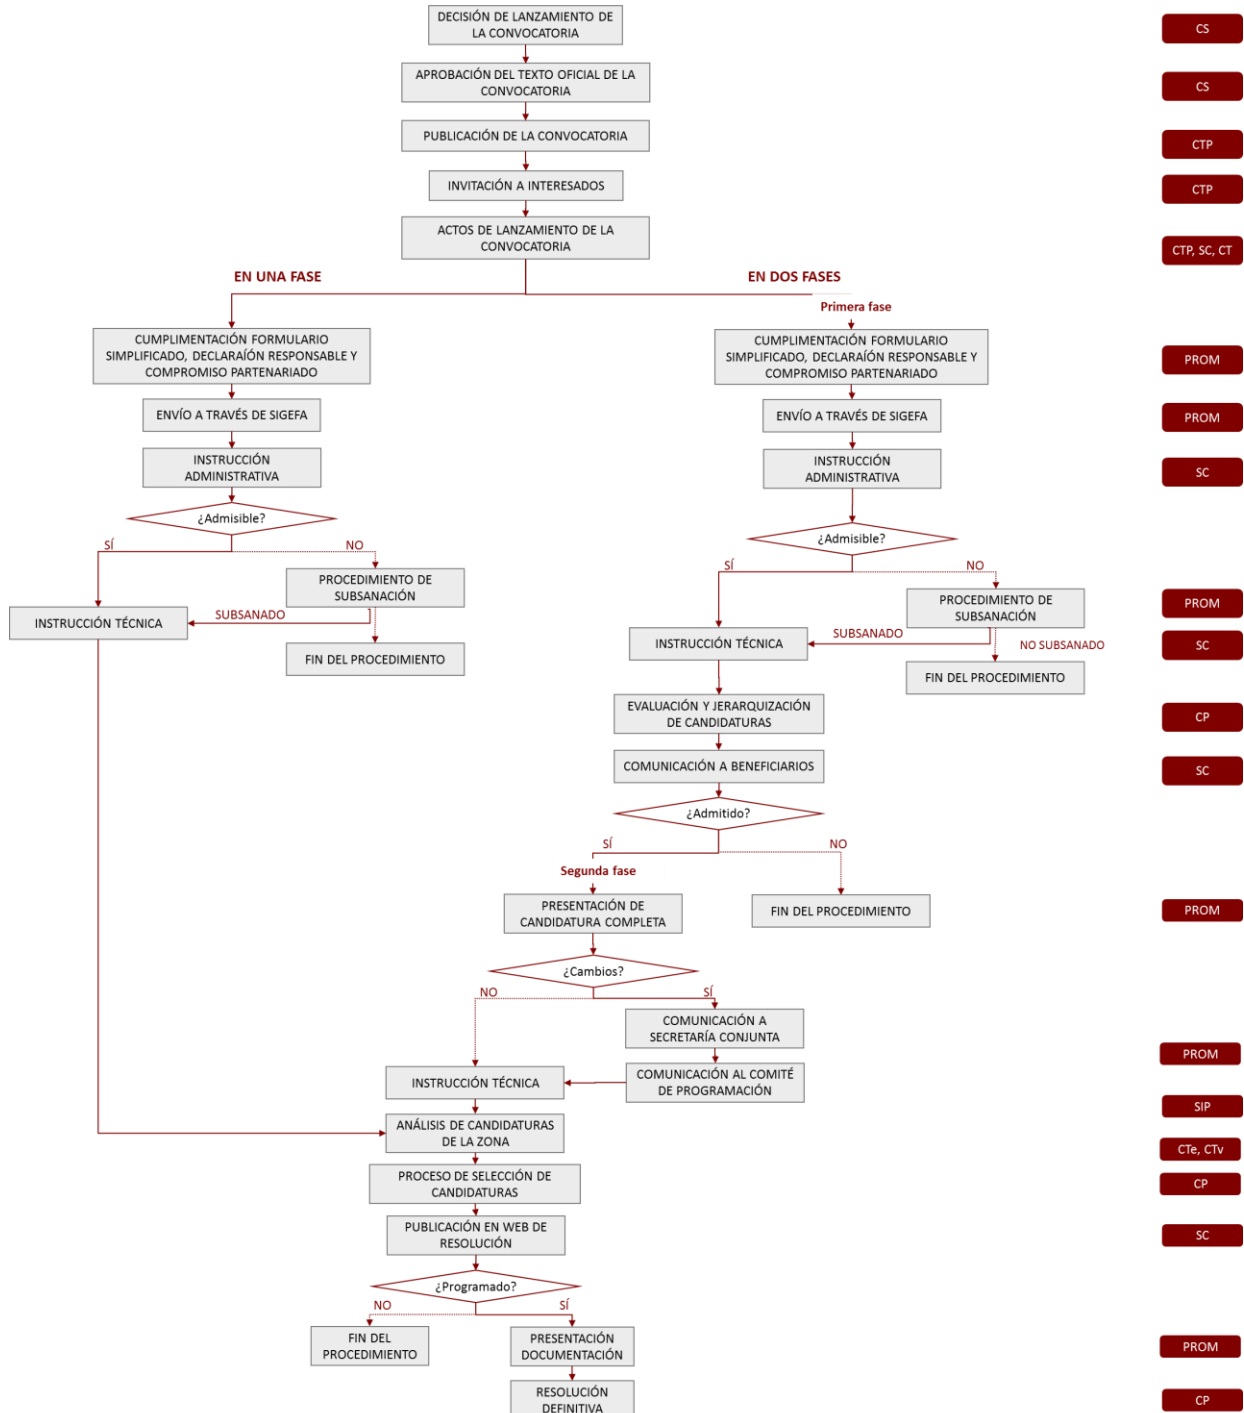 DECISIÓN DE LANZAMIENTO DE
LA CONVOCATORIA
CS
APROBACIÓN DEL TEXTO OFICIAL DE LA
CONVOCATORIA
CS
PUBLICACIÓN DE LA CONVOCATORIA
CTP
INVITACIÓN A INTERESADOS
CTP
ACTOS DE LANZAMIENTO DE LA
CONVOCATORIA
CTP, SC, CT
EN UNA FASE
EN DOS FASES
Primera fase
CUMPLIMENTACIÓN FORMULARIO
SIMPLIFICADO, DECLARAÍÓN RESPONSABLE Y
COMPROMISO PARTENARIADO
CUMPLIMENTACIÓN FORMULARIO
SIMPLIFICADO, DECLARAÍÓN RESPONSABLE Y
COMPROMISO PARTENARIADO
PROM
ENVÍO A TRAVÉS DE SIGEFA
ENVÍO A TRAVÉS DE SIGEFA
PROM
INSTRUCCIÓN
ADMINISTRATIVA
INSTRUCCIÓN
ADMINISTRATIVA
SC
¿Admisible?
¿Admisible?
SÍ
NO
SÍ
NO
PROCEDIMIENTO DE
SUBSANACIÓN
PROCEDIMIENTO DE
SUBSANACIÓN
PROM
INSTRUCCIÓN TÉCNICA
SUBSANADO
INSTRUCCIÓN TÉCNICA
SUBSANADO
NO SUBSANADO
SC
FIN DEL PROCEDIMIENTO
FIN DEL PROCEDIMIENTO
EVALUACIÓN Y JERARQUIZACIÓN
DE CANDIDATURAS
CP
COMUNICACIÓN A BENEFICIARIOS
SC
¿Admitido?
SÍ
NO
Segunda fase
PRESENTACIÓN DE
CANDIDATURA COMPLETA
FIN DEL PROCEDIMIENTO
PROM
¿Cambios?
NO
SÍ
COMUNICACIÓN A
SECRETARÍA CONJUNTA
PROM
INSTRUCCIÓN TÉCNICA
COMUNICACIÓN AL COMITÉ
DE PROGRAMACIÓN
SIP
ANÁLISIS DE CANDIDATURAS
DE LA ZONA
CTe, CTv
PROCESO DE SELECCIÓN DE
CANDIDATURAS
CP
PUBLICACIÓN EN WEB DE
RESOLUCIÓN
SC
¿Programado?
NO
SÍ
FIN DEL
PROCEDIMIENTO
PRESENTACIÓN
DOCUMENTACIÓN
PROM
RESOLUCIÓN
DEFINITIVA
CP